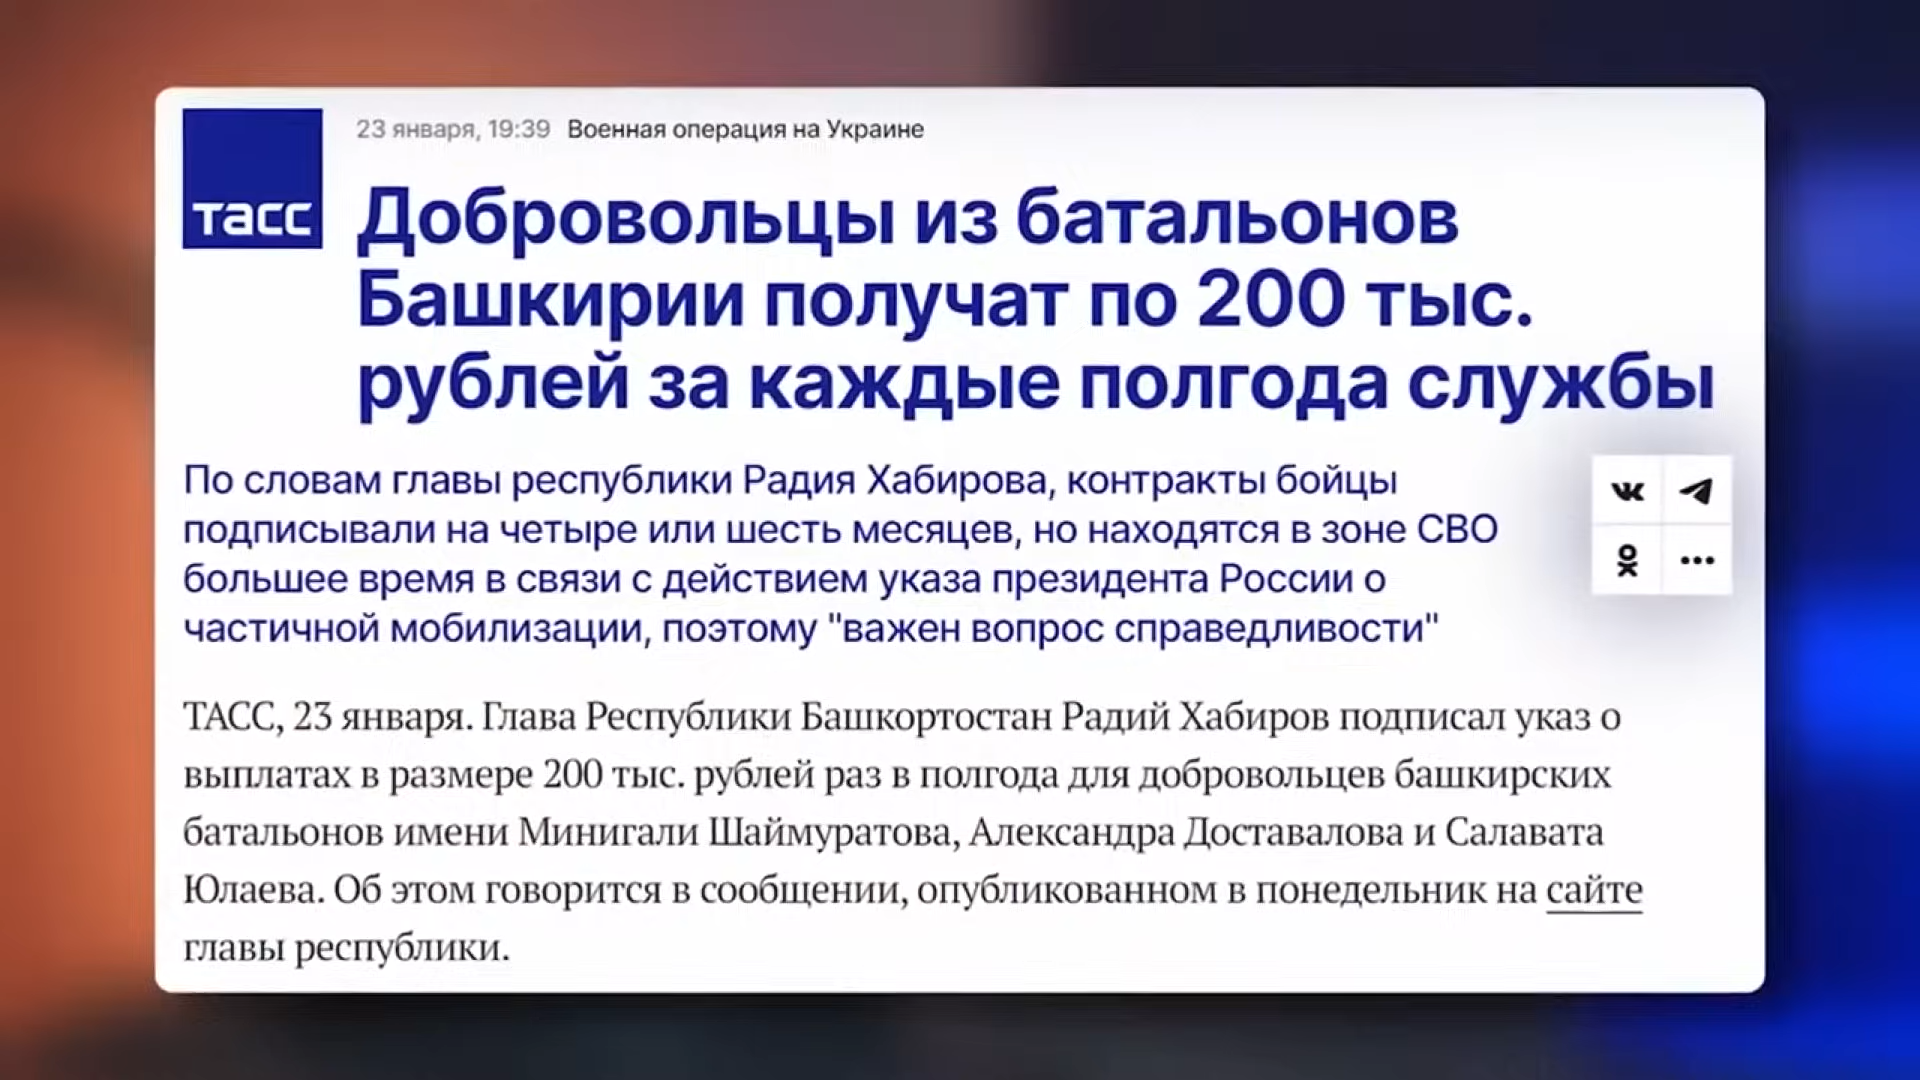 тасс
23 января, 19:39 Военная операция на Украине
Добровольцы из батальонов
Башкирии получат по 200 тыс.
рублей за каждые полгода службы
По словам главы республики Радия Хабирова, контракты бойцы
подписывали на четыре или шесть месяцев, но находятся в зоне СВО
большее время в связи с действием указа президента России о
частичной мобилизации, поэтому "важен вопрос справедливости"
ТАСС, 23 января. Глава Республики Башкортостан Радий Хабиров подписал указ о
выплатах в размере 200 тыс. рублей раз в полгода для добровольцев башкирских
батальонов имени Минигали Шаймуратова, Александра Доставалова и Салавата
Юлаева. Об этом говорится в сообщении, опубликованном в понедельник на сайте
главы республики.